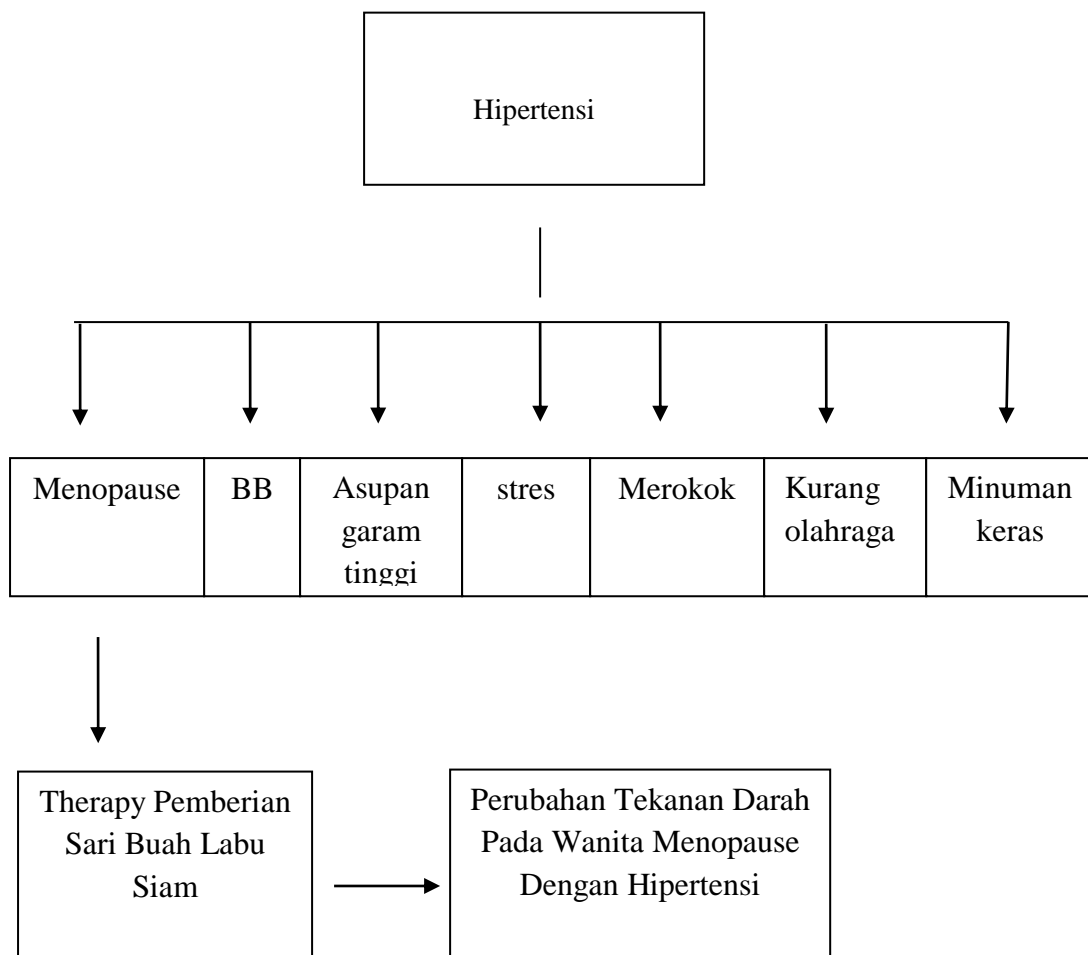 Hipertensi
Menopause
BB
Asupan
garam
tinggi
stres
Merokok
Kurang
olahraga
Minuman
keras
Therapy Pemberian
Sari Buah Labu
Siam
Perubahan Tekanan Darah
Pada Wanita Menopause
Dengan Hipertensi